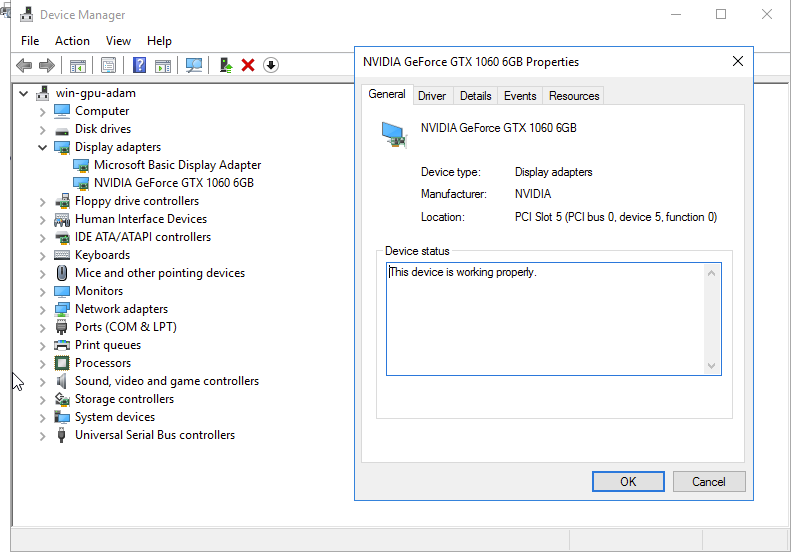 Device Manager
File Action View Help
win-gpu-adam
Computer
Disk drives
Display adapters
Microsoft Basic Display Adapter
NVIDIA GeForce GTX 1060 6GB
Floppy drive controllers
Human Interface Devices
IDE ATA/ATAPI controllers
Keyboards
Mice and other pointing devices
Monitors
Network adapters
Ports (COM & LPT)
Print queues
Processors
Sound, video and game controllers
Storage controllers
System devices
Universal Serial Bus controllers
NVIDIA GeForce GTX 1060 6GB Properties
General Driver Details Events Resources
NVIDIA GeForce GTX 1060 6GB
Device type: Display adapters
Manufacturer: NVIDIA
Location: PCI Slot 5 (PCI bus 0, device 5, function 0)
Device status
This device is working properly.
OK Cancel